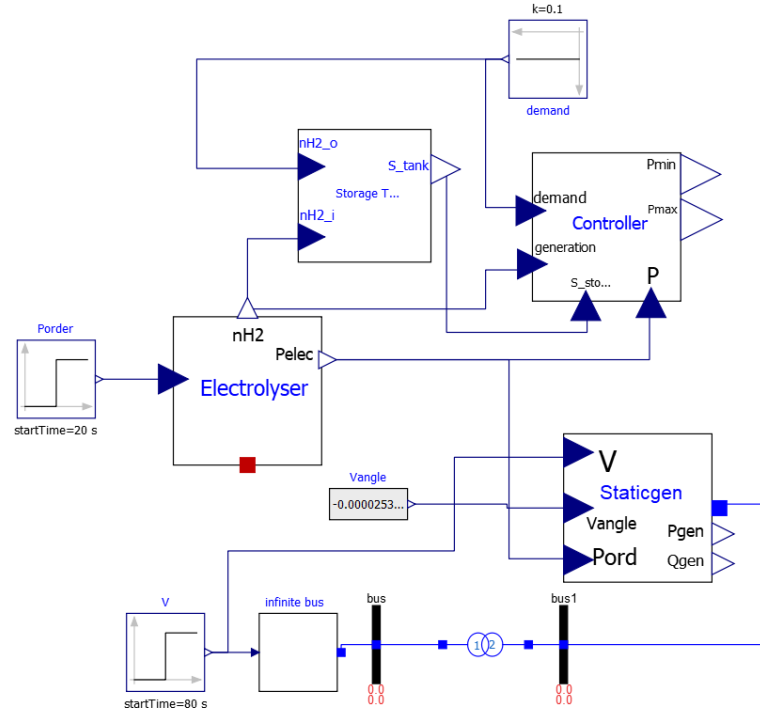 k=0.1
demand
nH2_o
S_tank
Storage T...
nH2_i
Pmin
demand
Pmax
Controller
generation
S_sto...
P
Porder
nH2
Pelec
Electrolyser
startTime=20 s
Vangle
-0.0000253...
V
Staticgen
Vangle
Pgen
Pord
Qgen
V
infinite bus
bus
bus1
1
2
startTime=80 s
0.0
0.0
0.0
0.0